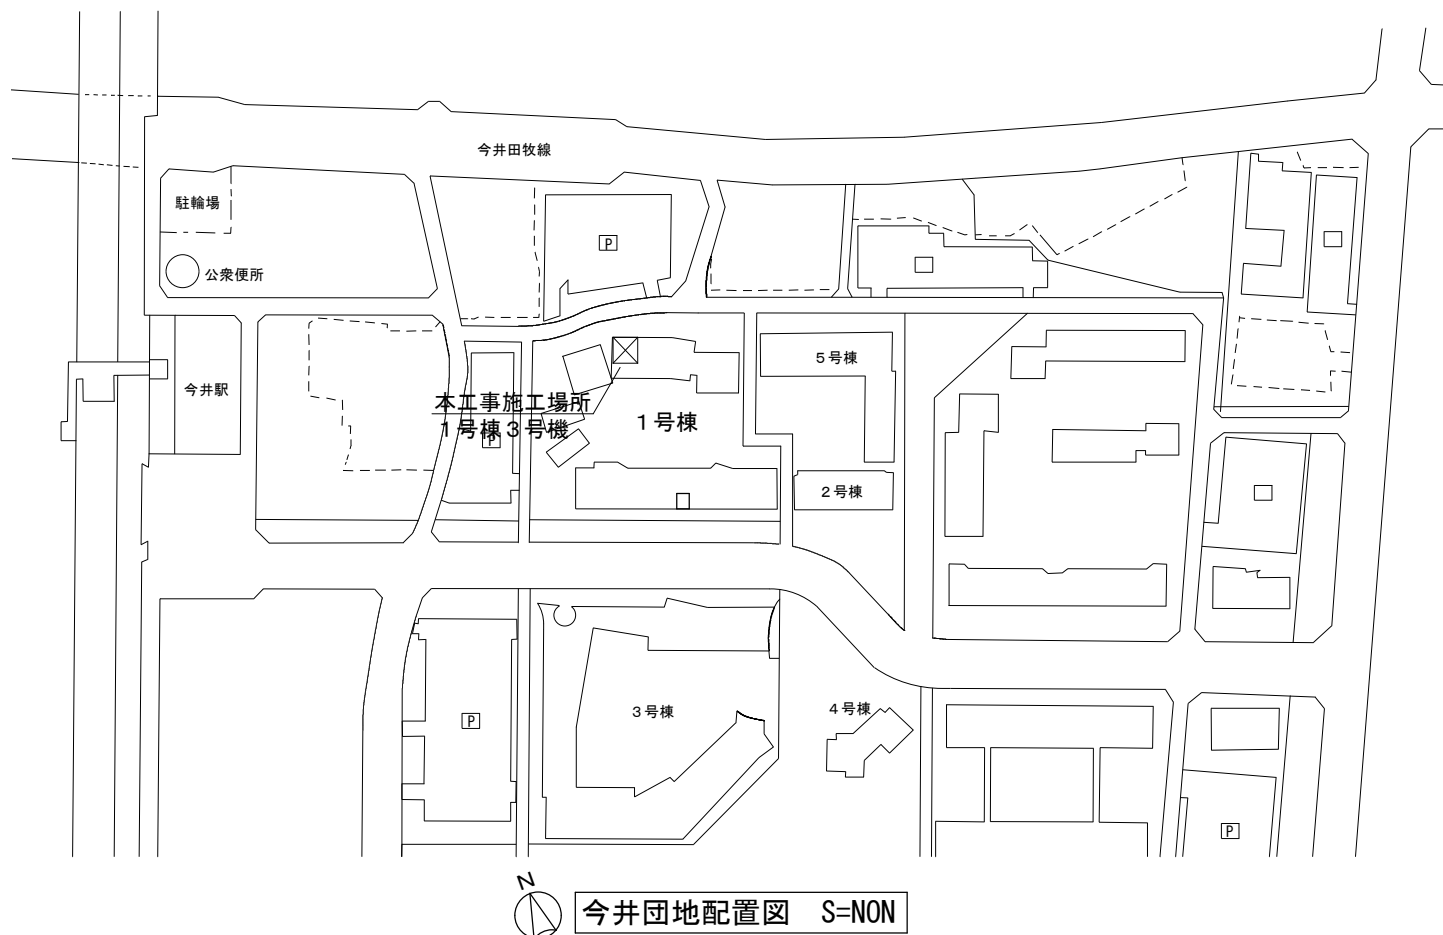 今井田牧線
駐輪場
P
公衆便所
今井駅
５号棟
本工事施工場所
１号棟３号機
P
１号棟
２号棟
３号棟
４号棟
P
P
N
今井団地配置図　S=NON